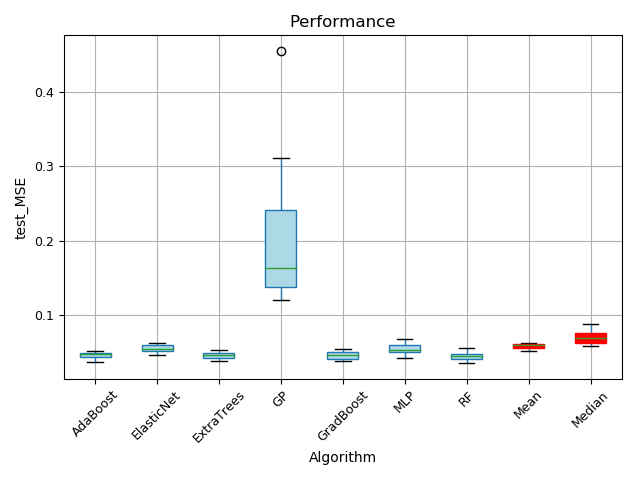 Performance
test_MSE
0.4
0.3
0.2
0.1
AdaBoost
ElasticNet
ExtraTrees
GP
GradBoost
MLP
RF
Mean
Median
Algorithm